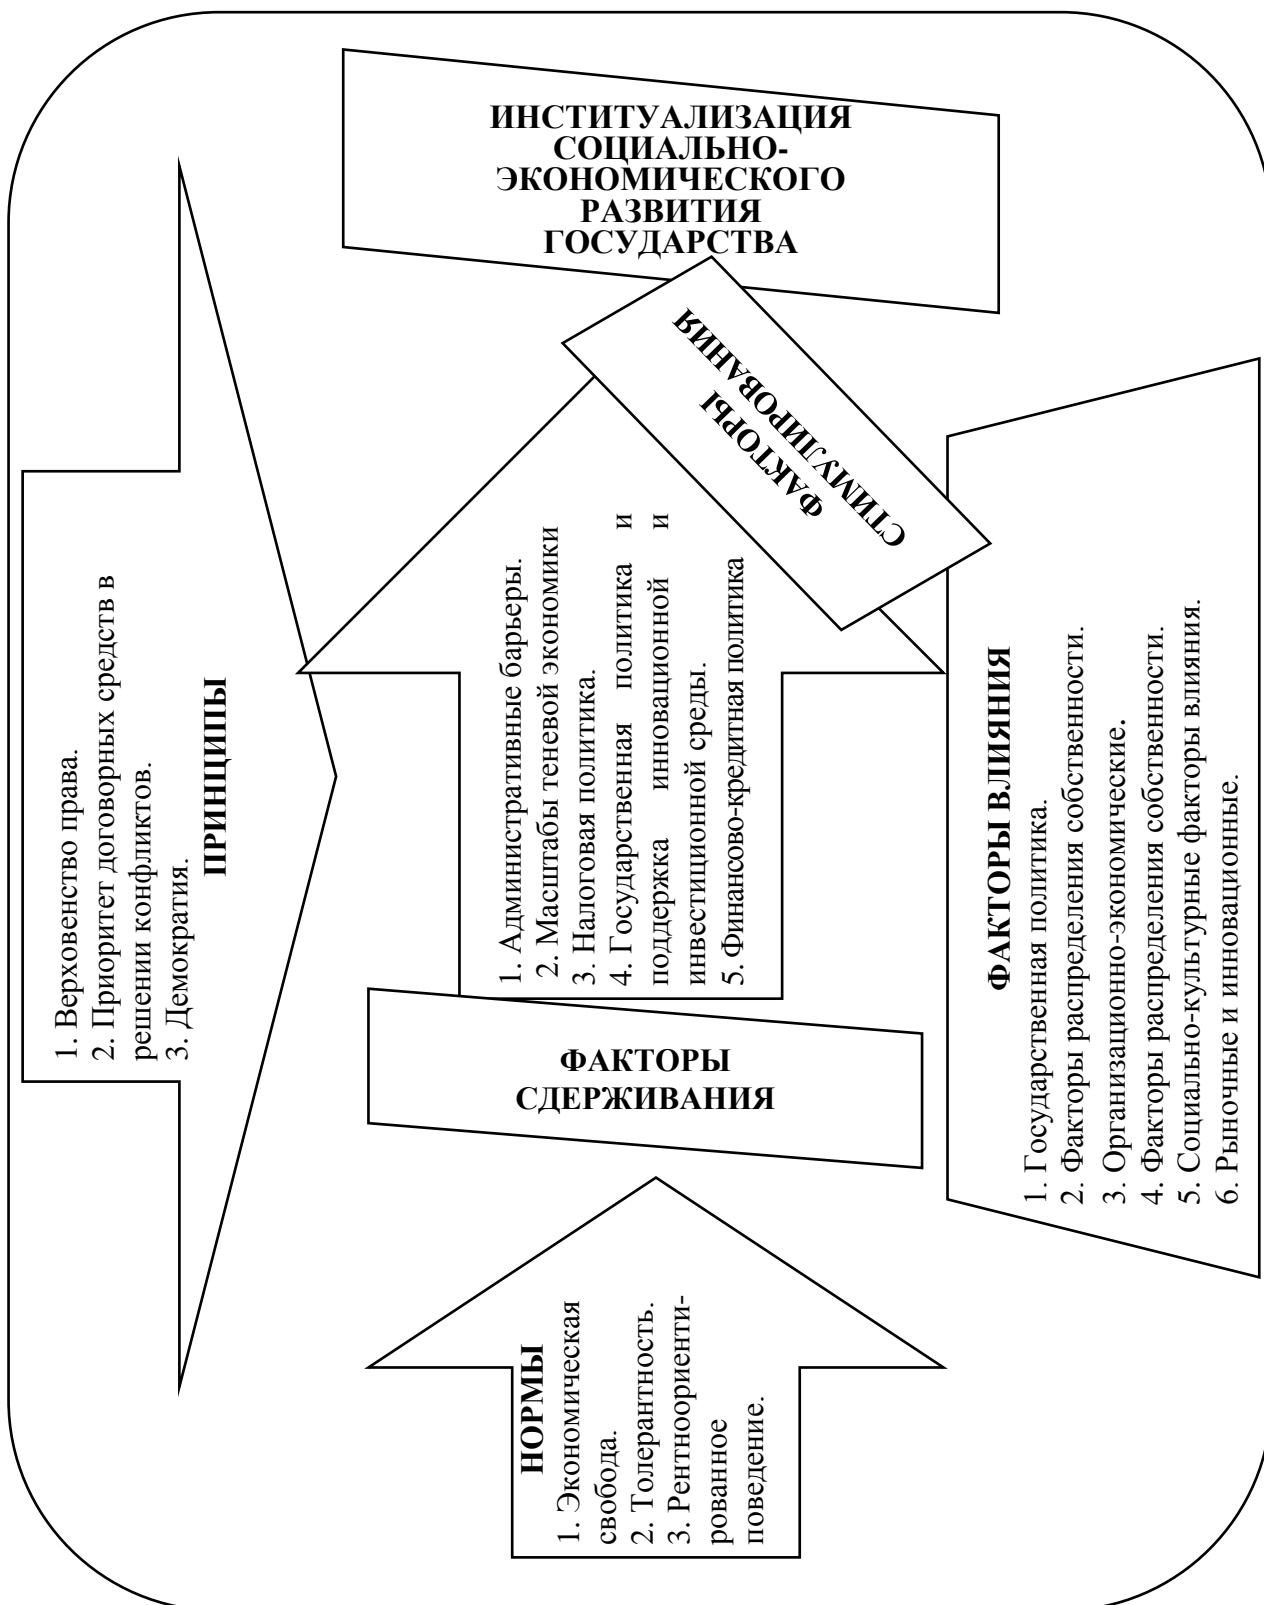 ИНСТИТУАЛИЗАЦИЯ
СОЦИАЛЬНО-
ЭКОНОМИЧЕСКОГО
РАЗВИТИЯ
ГОСУДАРСТВА
ФАКТОРЫ
СТИМУЛИРОВАНИЯ
1. Верховенство права.
2. Приоритет договорных средств в
решении конфликтов.
3. Демократия.
ПРИНЦИПЫ
1. Административные барьеры.
2. Масштабы теневой экономики
3. Налоговая политика.
4. Государственная политика и
поддержка инновационной и
инвестиционной среды.
5. Финансово-кредитная политика
ФАКТОРЫ
СДЕРЖИВАНИЯ
ФАКТОРЫ ВЛИЯНИЯ
1. Государственная политика.
2. Факторы распределения собственности.
3. Организационно-экономические.
4. Факторы распределения собственности.
5. Социально-культурные факторы влияния.
6. Рыночные и инновационные.
НОРМЫ
1. Экономическая
свобода.
2. Толерантность.
3. Рентноориенти-
рованное
поведение.